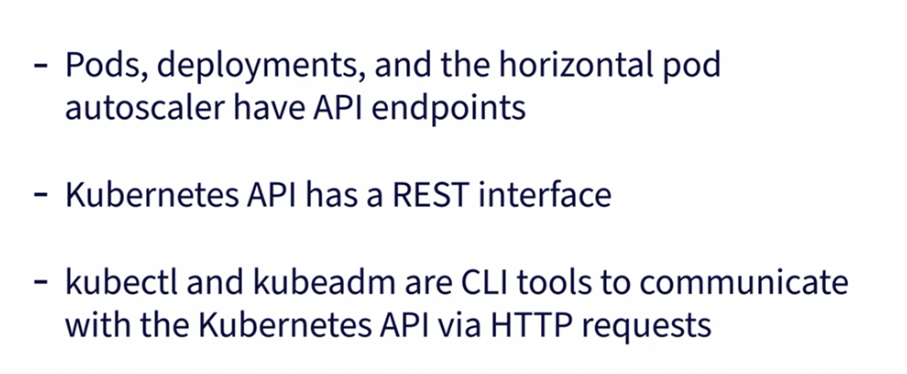 - Pods, deployments, and the horizontal pod
autoscaler have API endpoints
- Kubernetes API has a REST interface
- kubectl and kubeadm are CLI tools to communicate
with the Kubernetes API via HTTP requests